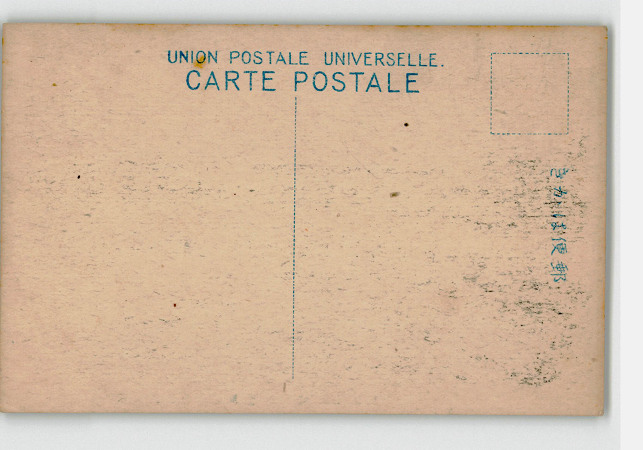 UNION POSTALE UNIVERSELLE.
CARTE POSTALE
きがは便郵